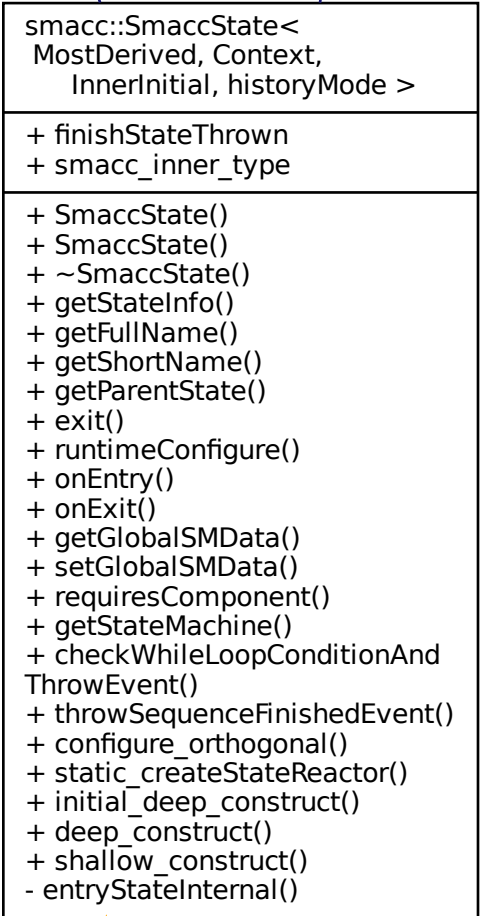 smacc::SmaccState<
MostDerived, Context,
InnerInitial, historyMode >
+ finishStateThrown
+ smacc_inner_type
+ SmaccState()
+ SmaccState()
+ ~SmaccState()
+ getStateInfo()
+ getFullName()
+ getShortName()
+ getParentState()
+ exit()
+ runtimeConfigure()
+ onEntry()
+ onExit()
+ getGlobalSMData()
+ setGlobalSMData()
+ requiresComponent()
+ getStateMachine()
+ checkWhileLoopConditionAnd
ThrowEvent()
+ throwSequenceFinishedEvent()
+ configure_orthogonal()
+ static_createStateReactor()
+ initial_deep_construct()
+ deep_construct()
+ shallow_construct()
- entryStateInternal()